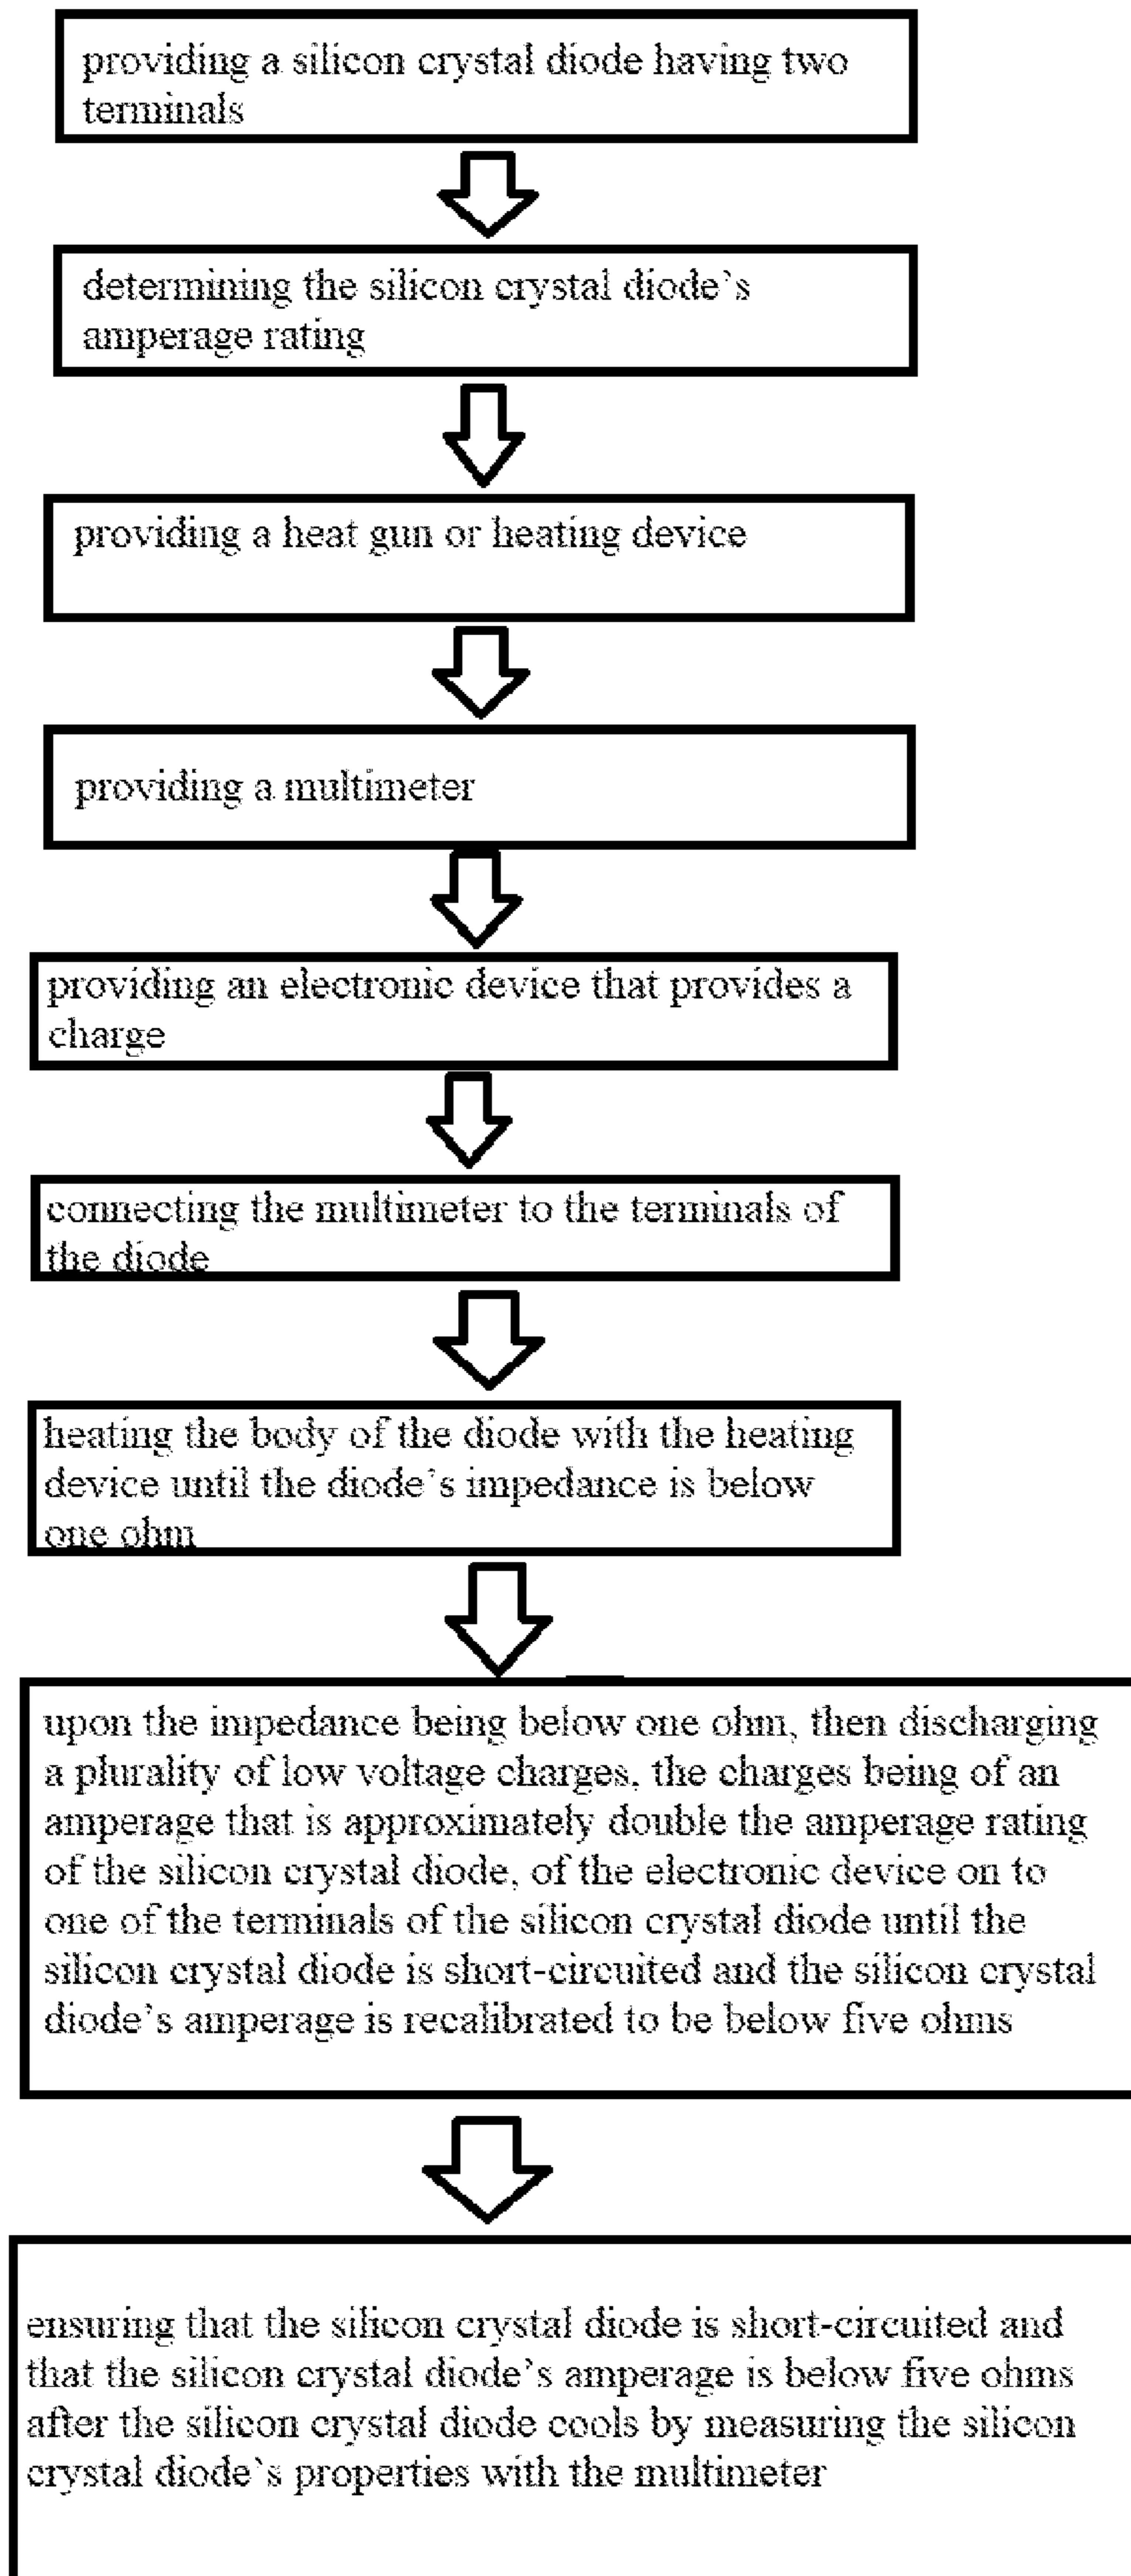 providing a silicon crystal diode having two
terminals
determining the silicon crystal diode`s
amperage rating
providing a heat gun or heating device
providing a multimeter
providing an electronic device that provides a
charge
connecting the multimeter to the terminals of
the diode
heating the body of the diode with the heating
device until the diode’s impedance is below
one ohm
upon the impedance being below one ohm, then discharging
a plurality of low voltage charges, the charges being of an
amperage that is approximately double the amperage rating
of the silicon crystal diode, of the electronic device on to
one of the terminals of the silicon crystal diode until the
silicon crystal diode is short-circuited and the silicon crystal
diode’s amperage is recalibrated to be below five ohms
ensuring that the silicon crystal diode is short-circuited and
that the silicon crystal diode’s amperage is below five ohms
after the silicon crystal diode cools by measuring the silicon
crystal diode`s properties with the multimeter